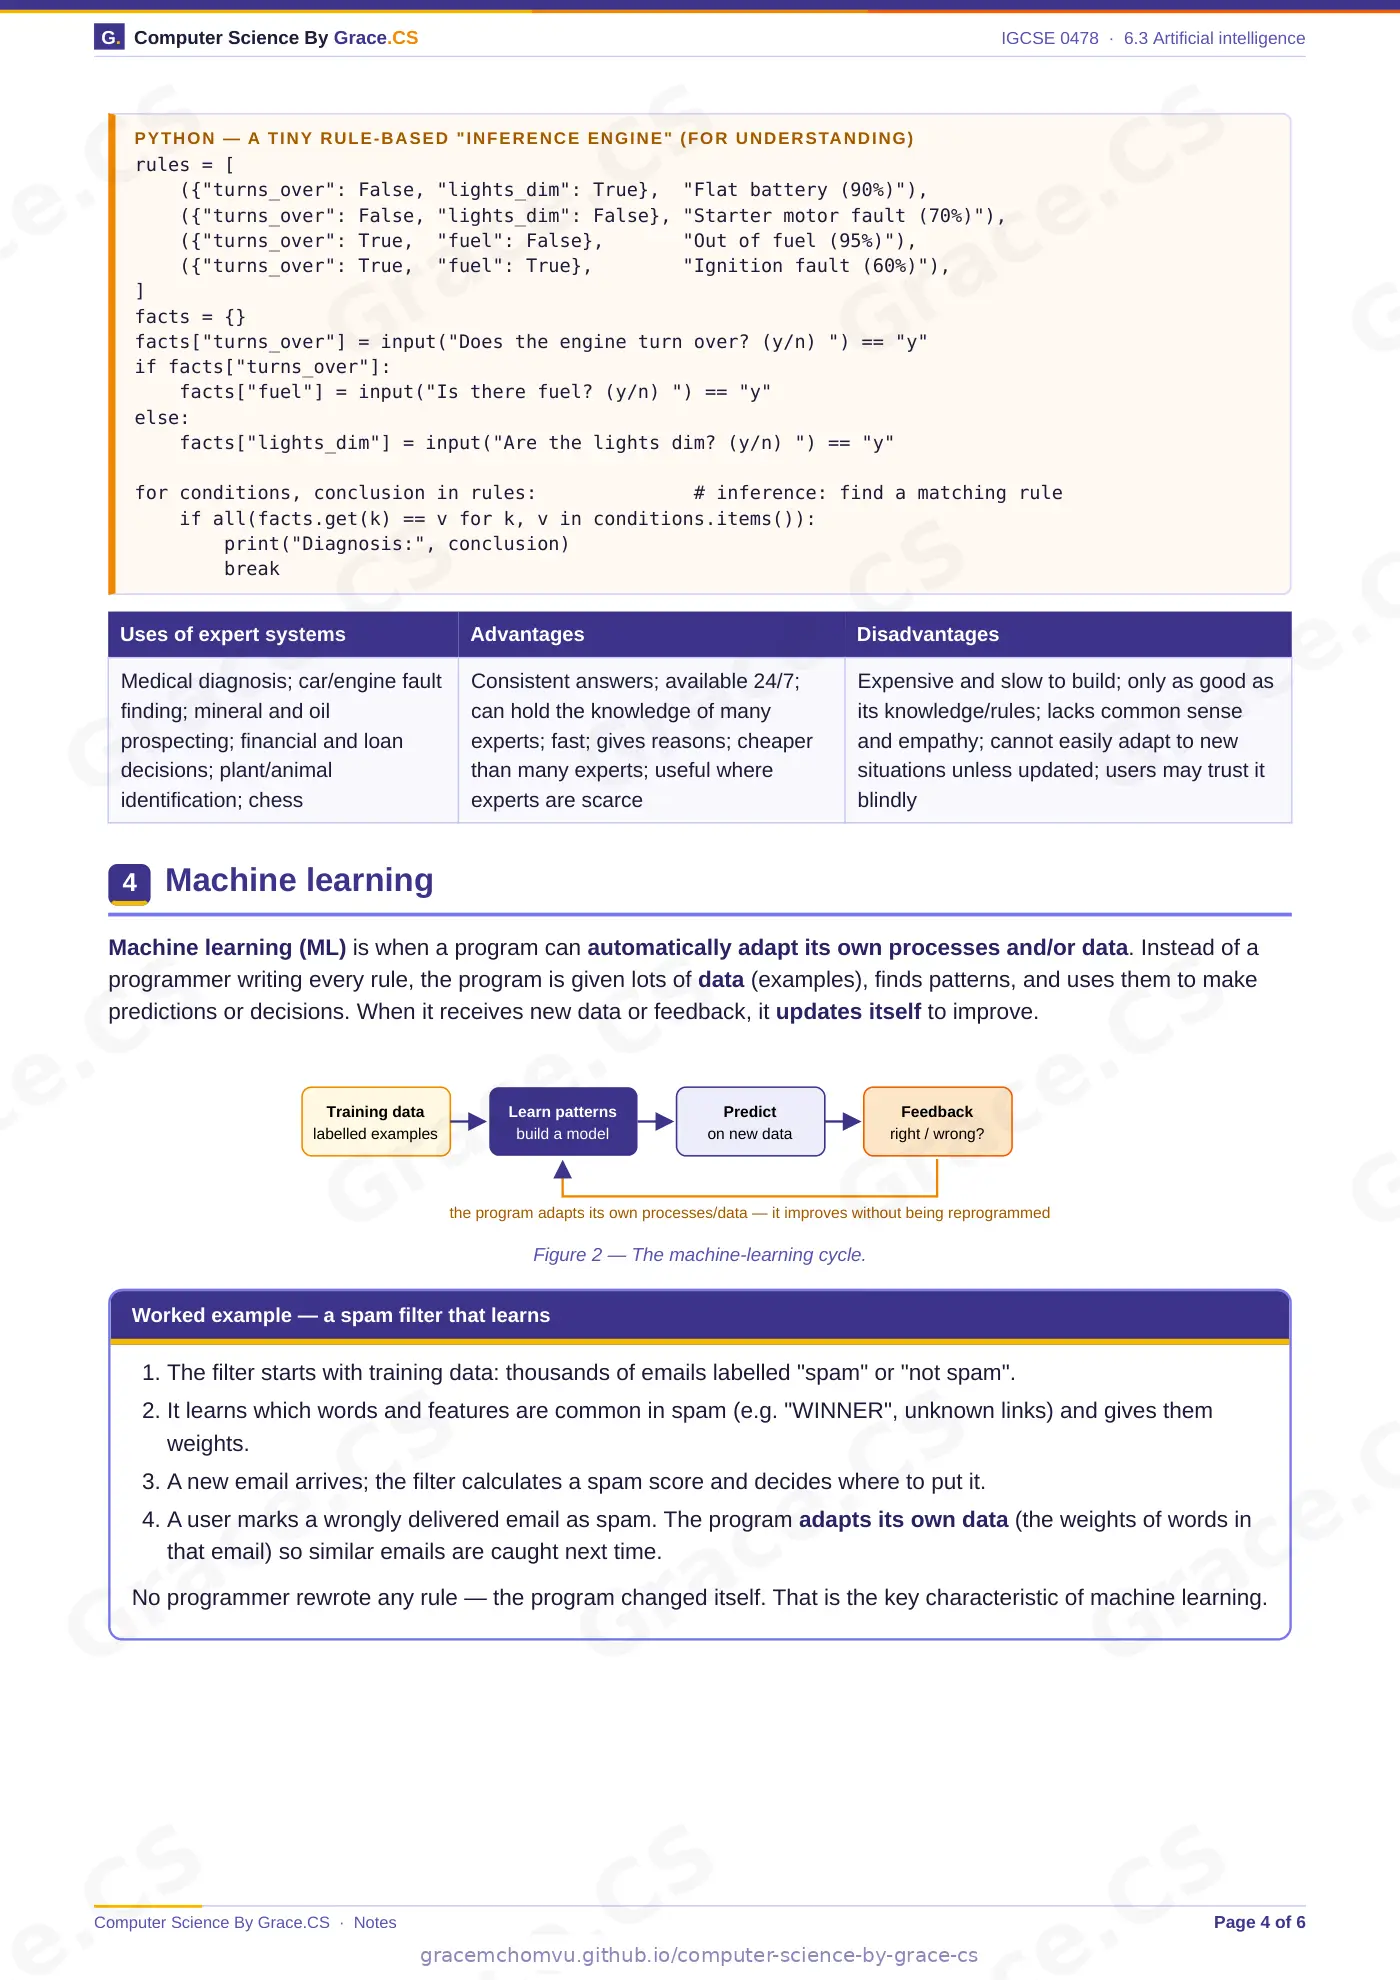 G. Computer Science By Grace.CS
IGCSE 0478 · 6.3 Artificial intelligence
PYTHON — A TINY RULE-BASED "INFERENCE ENGINE" (FOR UNDERSTANDING)
rules = [
    ({"turns_over": False, "lights_dim": True},  "Flat battery (90%)"),
    ({"turns_over": False, "lights_dim": False}, "Starter motor fault (70%)"),
    ({"turns_over": True,  "fuel": False},       "Out of fuel (95%)"),
    ({"turns_over": True,  "fuel": True},        "Ignition fault (60%)"),
]
facts = {}
facts["turns_over"] = input("Does the engine turn over? (y/n) ") == "y"
if facts["turns_over"]:
    facts["fuel"] = input("Is there fuel? (y/n) ") == "y"
else:
    facts["lights_dim"] = input("Are the lights dim? (y/n) ") == "y"
for conditions, conclusion in rules:              # inference: find a matching rule
    if all(facts.get(k) == v for k, v in conditions.items()):
        print("Diagnosis:", conclusion)
        break
Uses of expert systems
Medical diagnosis; car/engine fault
finding; mineral and oil
prospecting; financial and loan
decisions; plant/animal
identification; chess
Advantages
Consistent answers; available 24/7;
can hold the knowledge of many
experts; fast; gives reasons; cheaper
than many experts; useful where
experts are scarce
Disadvantages
Expensive and slow to build; only as good as
its knowledge/rules; lacks common sense
and empathy; cannot easily adapt to new
situations unless updated; users may trust it
blindly
4 Machine learning
Machine learning (ML) is when a program can automatically adapt its own processes and/or data. Instead of a
programmer writing every rule, the program is given lots of data (examples), finds patterns, and uses them to make
predictions or decisions. When it receives new data or feedback, it updates itself to improve.
Training data
labelled examples
Learn patterns
build a model
Predict
on new data
Feedback
right / wrong?
the program adapts its own processes/data — it improves without being reprogrammed
Figure 2 — The machine-learning cycle.
Worked example — a spam filter that learns
1. The filter starts with training data: thousands of emails labelled "spam" or "not spam".
2. It learns which words and features are common in spam (e.g. "WINNER", unknown links) and gives them
weights.
3. A new email arrives; the filter calculates a spam score and decides where to put it.
4. A user marks a wrongly delivered email as spam. The program adapts its own data (the weights of words in
that email) so similar emails are caught next time.
No programmer rewrote any rule — the program changed itself. That is the key characteristic of machine learning.
Computer Science By Grace.CS · Notes
Page 4 of 6
gracemchomvu.github.io/computer-science-by-grace-cs